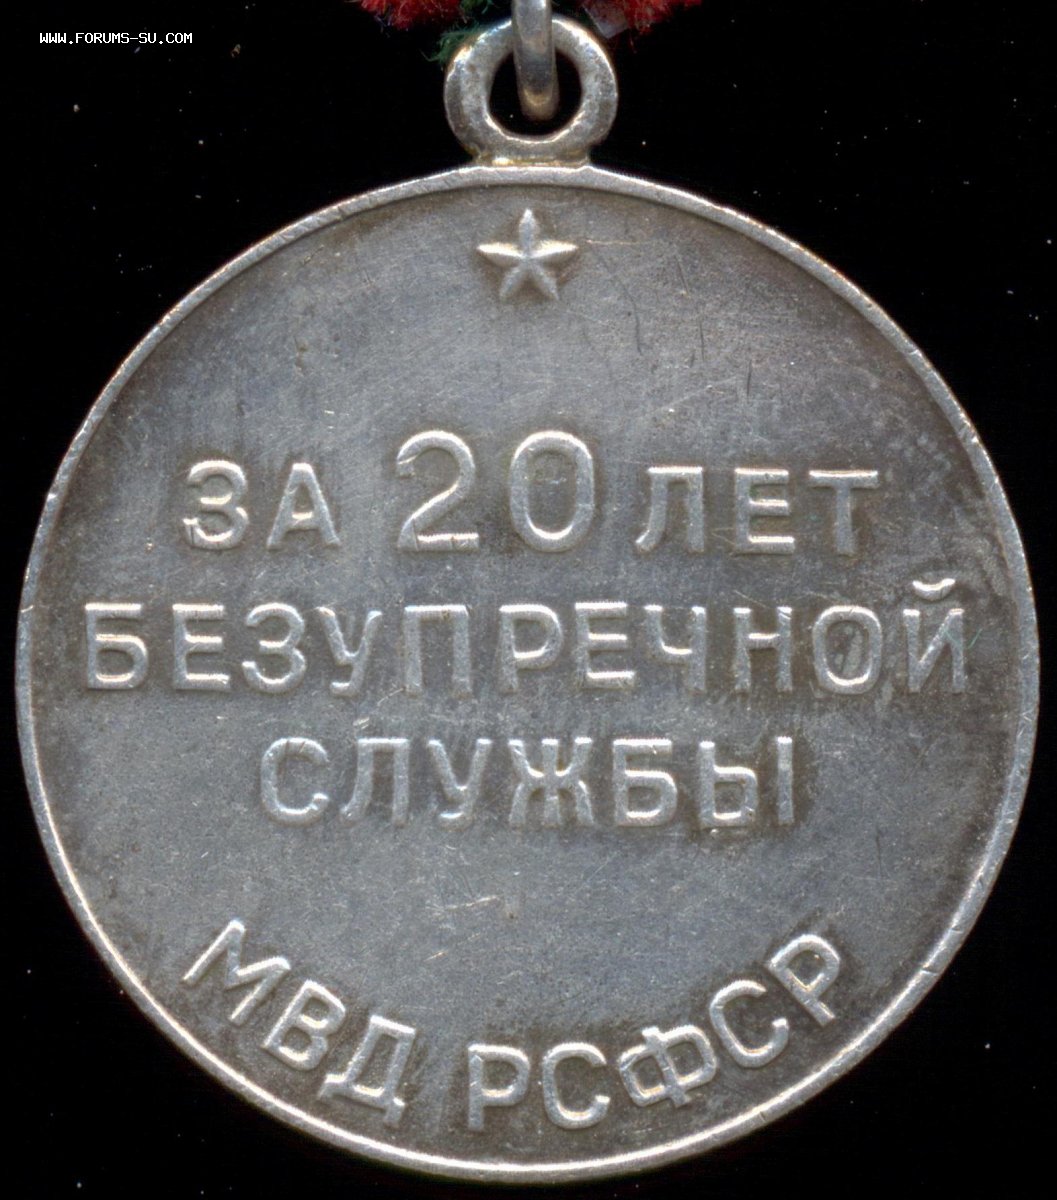 WWW.FORUMS-SU.COM
ЗА 20 ЛЕТ
БЕЗУПРЕЧНОЙ
СЛУЖБЫ
МВД РСФСР